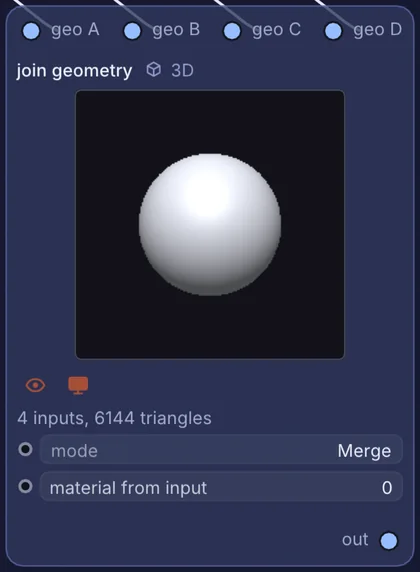 geo A geo B geo C geo D
join geometry 3D
4 inputs, 6144 triangles
mode Merge
material from input 0
out